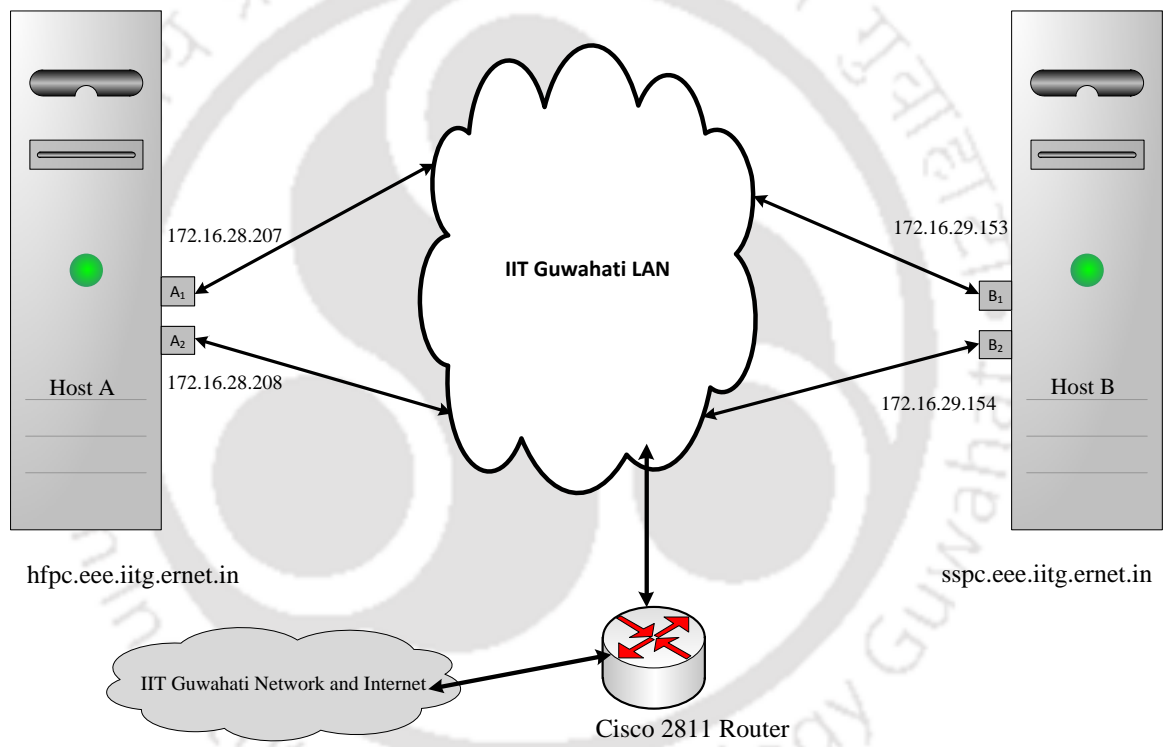 172.16.28.207
172.16.29.153
IIT Guwahati LAN
A1
B1
A2
B2
Host A
172.16.28.208
Host B
172.16.29.154
hfpc.eee.iitg.ernet.in
sspc.eee.iitg.ernet.in
IIT Guwahati Network and Internet
Cisco 2811 Router